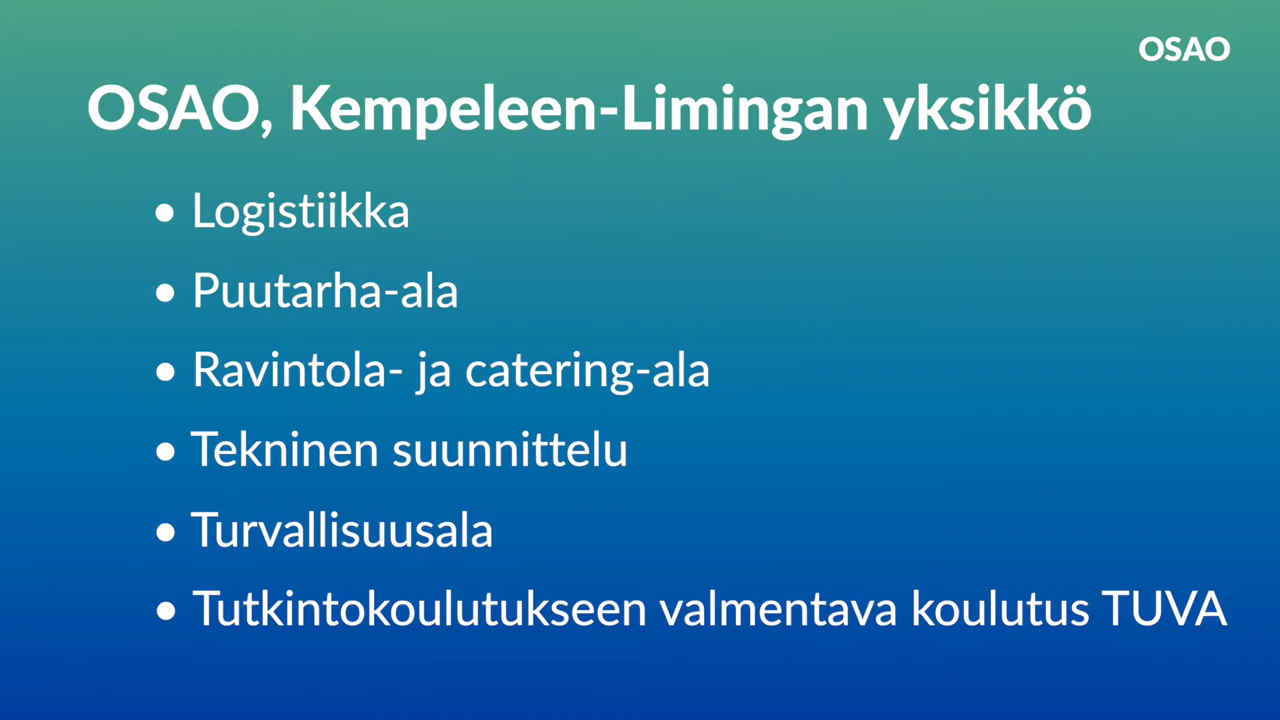 OSAO
OSAO, Kempeleen-Limingan yksikkö
• Logistiikka
• Puutarha-ala
• Ravintola- ja catering-ala
• Tekninen suunnittelu
• Turvallisuusala
• Tutkintokoulutukseen valmentava koulutus TUVA